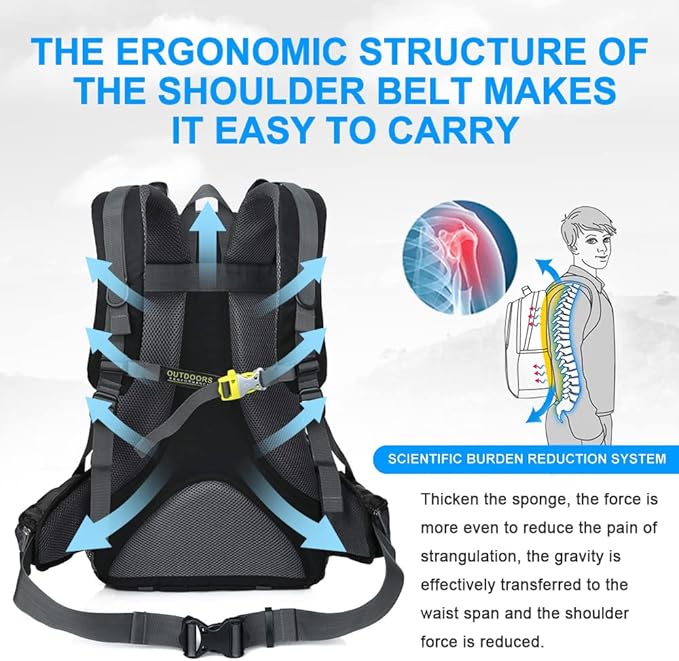 THE ERGONOMIC STRUCTURE OF
THE SHOULDER BELT MAKES
IT EASY TO CARRY
OUTDOORS
PERFORMANCE
SCIENTIFIC BURDEN REDUCTION SYSTEM
Thicken the sponge, the force is
more even to reduce the pain of
strangulation, the gravity is
effectively transferred to the
waist span and the shoulder
force is reduced.